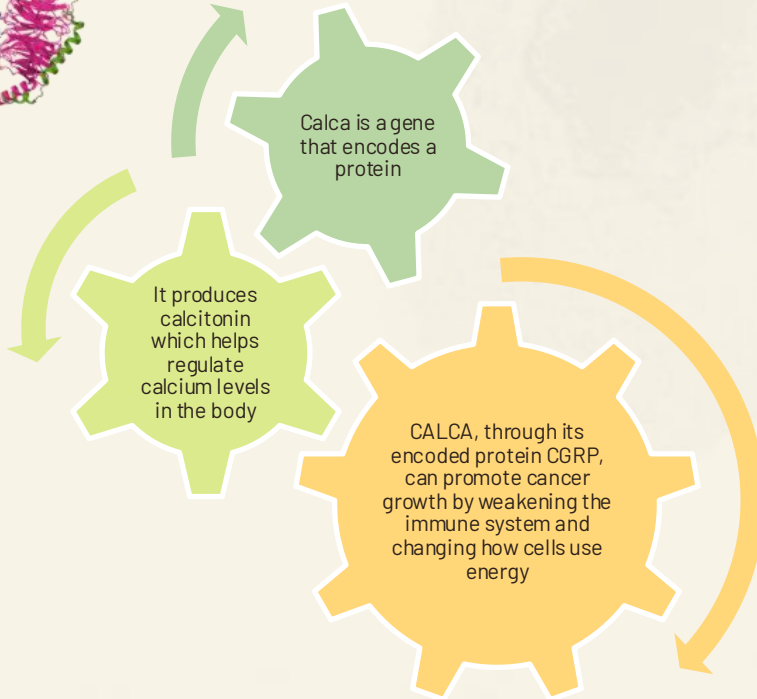 Calca is a gene
that encodes a
protein
It produces
calcitonin
which helps
regulate
calcium levels
in the body
CALCA, through its
encoded protein CGRP,
can promote cancer
growth by weakening the
immune system and
changing how cells use
energy